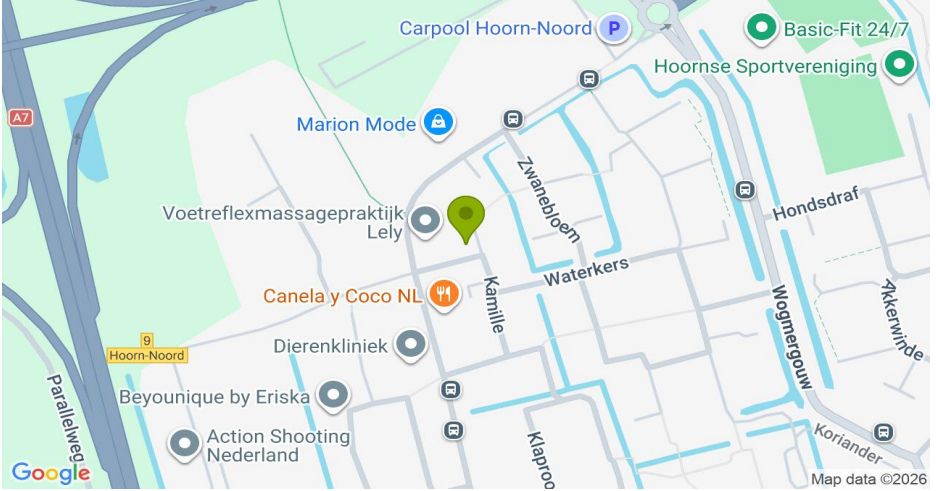 Carpool Hoorn-Noord
P
Basic-Fit 24/7
Hoornse Sportvereniging
A7
Marion Mode
Zwanebloem
Hondsdraf
Voetreflexmassagepraktijk
Lely
Waterkers
Canela y Coco NL
Kamille
Akkerwinde
Wogmergouw
9
Hoorn-Noord
Dierenkliniek
Parallelweg
Beyounique by Eriska
Action Shooting
Nederland
Klaproo
Koriander
Google
Map data ©2026